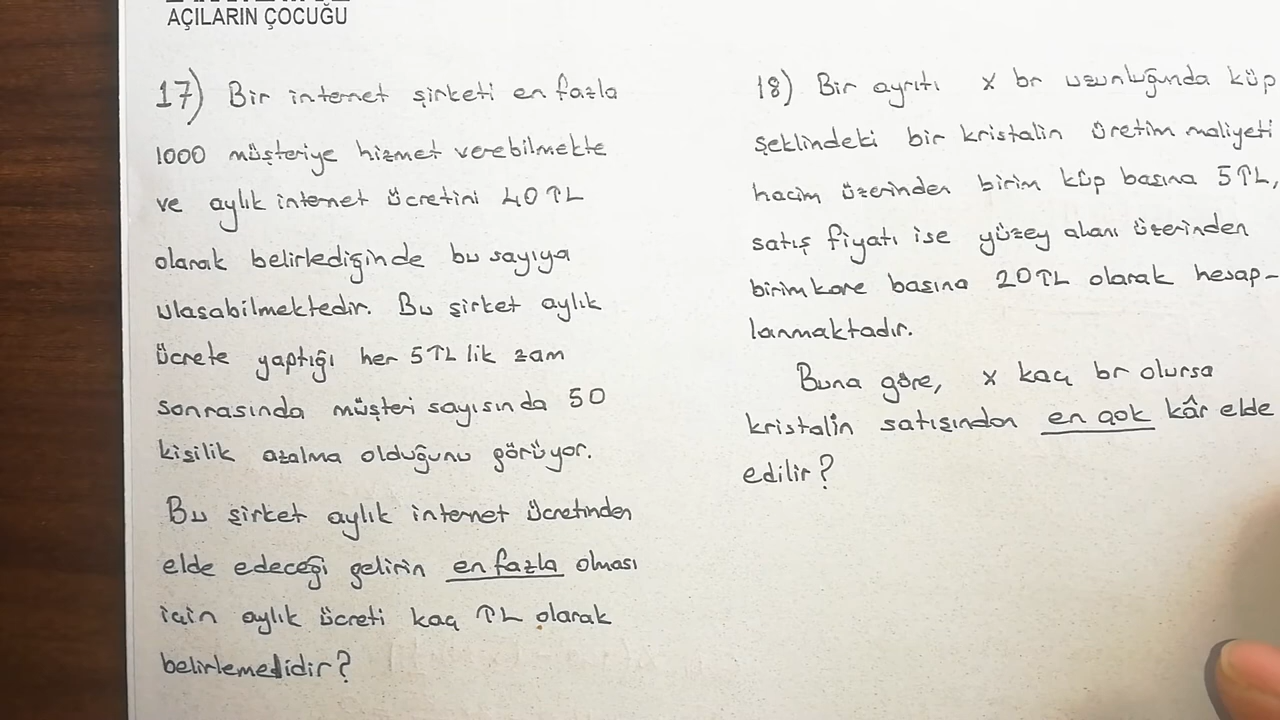 AÇILARIN ÇOCUĞU
17) Bir internet şirketi en fazla
1000 müşteriye hizmet verebilmekte
ve aylık internet ücretini 40 TL
olarak belirlediğinde bu sayıya
ulaşabilmektedir. Bu şirket aylık
ücrete yaptığı her 5 TL lik zam
sonrasında müşteri sayısında 50
kişilik azalma olduğunu görüyor.
Bu şirket aylık internet ücretinden
elde edeceği gelirin en fazla olması
için aylık ücreti kaç TL olarak
belirlemelidir?
18) Bir ayrıtı x br uzunluğunda küp
şeklindeki bir kristalin üretim maliyeti
hacim üzerinden birim küp başına 5 TL,
satış fiyatı ise yüzey alanı üzerinden
birimkare başına 20 TL olarak hesap-
lanmaktadır.
Buna göre, x kaç br olursa
kristalin satışından en çok kâr elde
edilir?